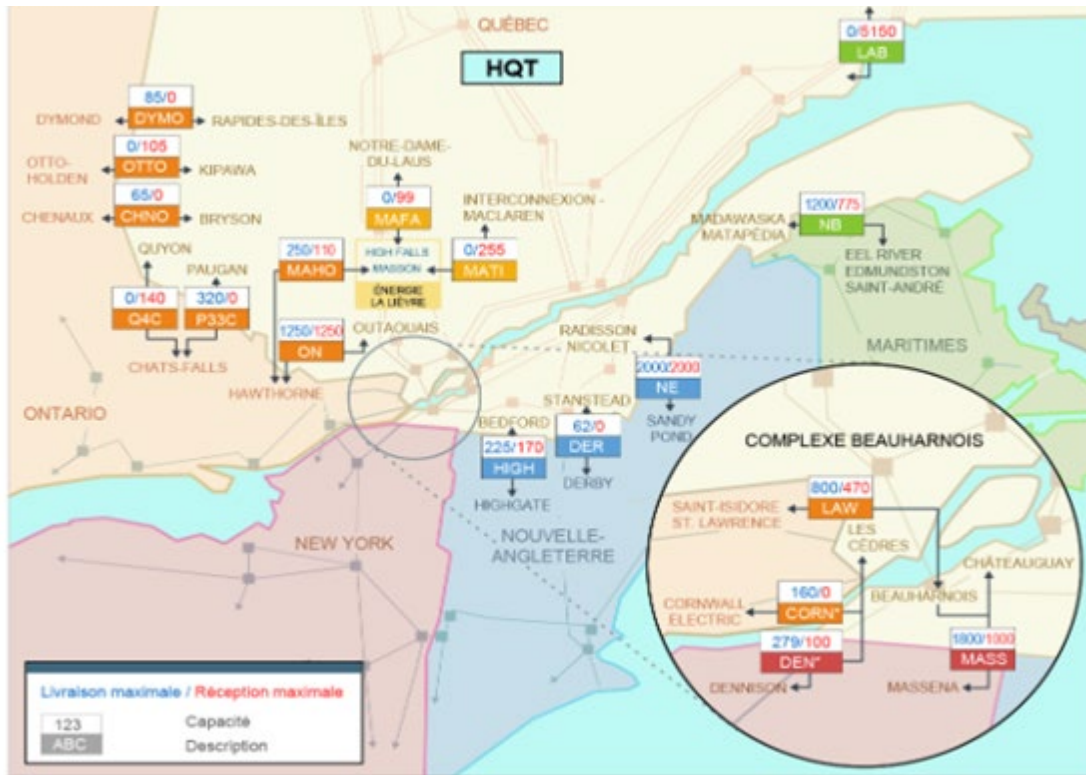 QUÉBEC
HQT
0/5150
LAB
85/0
DYMO
DYMOND
RAPIDES-DES-ÎLES
0/105
OTTO
OTTO-
HOLDEN
KIPAWA
65/0
CHNO
CHENAUX
BRYSON
NOTRE-DAME-
DU-LAUS
0/99
MAFA
INTERCONNEXION -
MACLAREN
0/255
MATI
250/110
MAHO
HIGH FALLS
MASSON
ÉNERGIE
LA LIÈVRE
QUYON
PAUGAN
0/140
Q4C
320/0
P33C
CHATS-FALLS
1250/1250
ON
OUTAOUAIS
HAWTHORNE
ONTARIO
MADAWASKA
MATAPÉDIA
1200/775
NB
EEL RIVER
EDMUNDSTON
SAINT-ANDRÉ
MARITIMES
RADISSON
NICOLET
2000/2000
NE
SANDY
POND
STANSTEAD
62/0
DER
DERBY
BEDFORD
225/170
HIGH
HIGHGATE
NEW YORK
NOUVELLE-
ANGLETERRE
COMPLEXE BEAUHARNOIS
800/470
LAW
SAINT-ISIDORE
ST. LAWRENCE
LES
CÈDRES
CHÂTEAUGUAY
BEAUHARNOIS
160/0
CORN*
CORNWALL
ELECTRIC
279/100
DEN*
DENNISON
1800/1000
MASS
MASSENA
Livraison maximale / Réception maximale
123
ABC
Capacité
Description